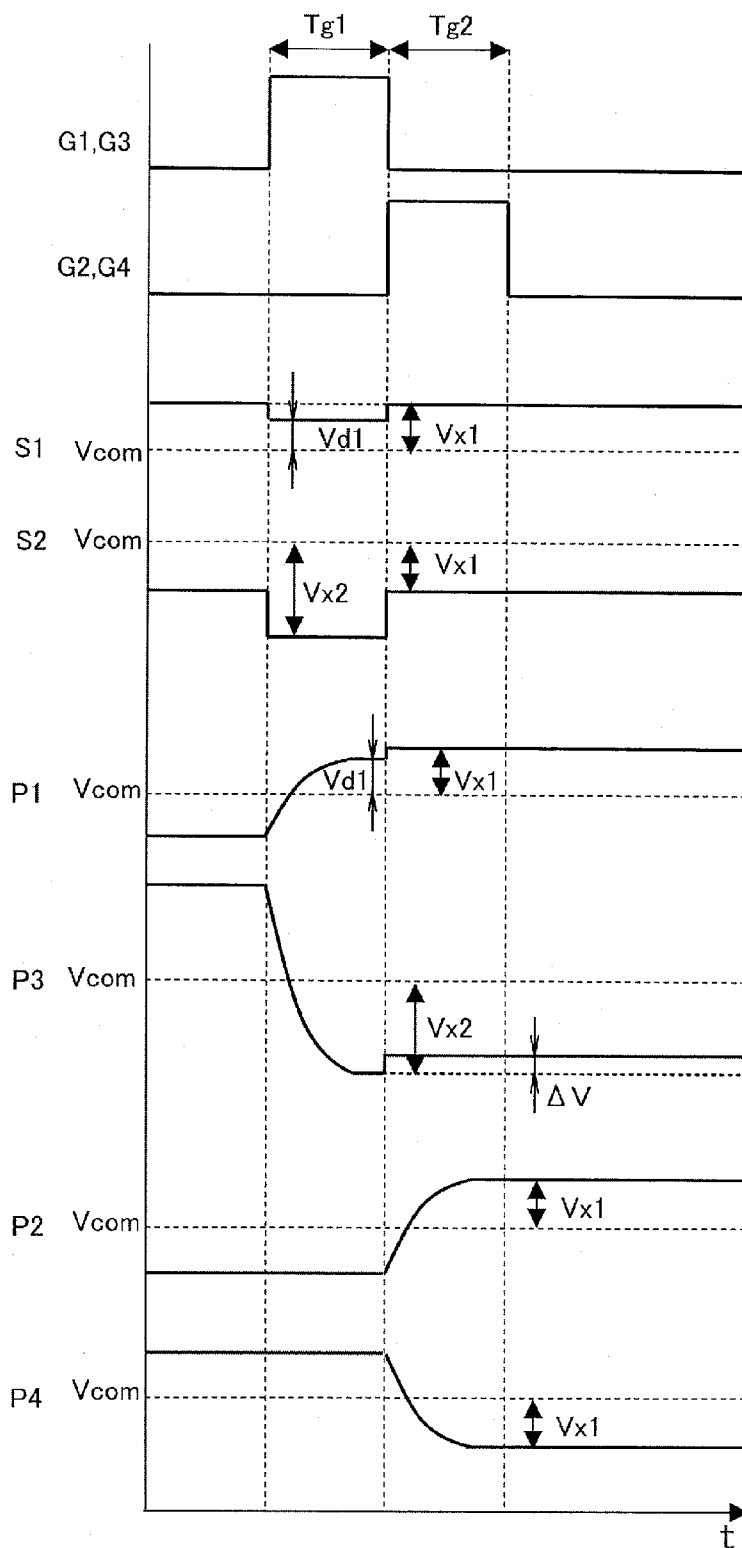 Tg1 Tg2
G1,G3
G2,G4
S1 Vcom Vd1 Vx1
S2 Vcom Vx2 Vx1
P1 Vcom Vd1 Vx1
P3 Vcom Vx2
ΔV
P2 Vcom Vx1
P4 Vcom Vx1
t